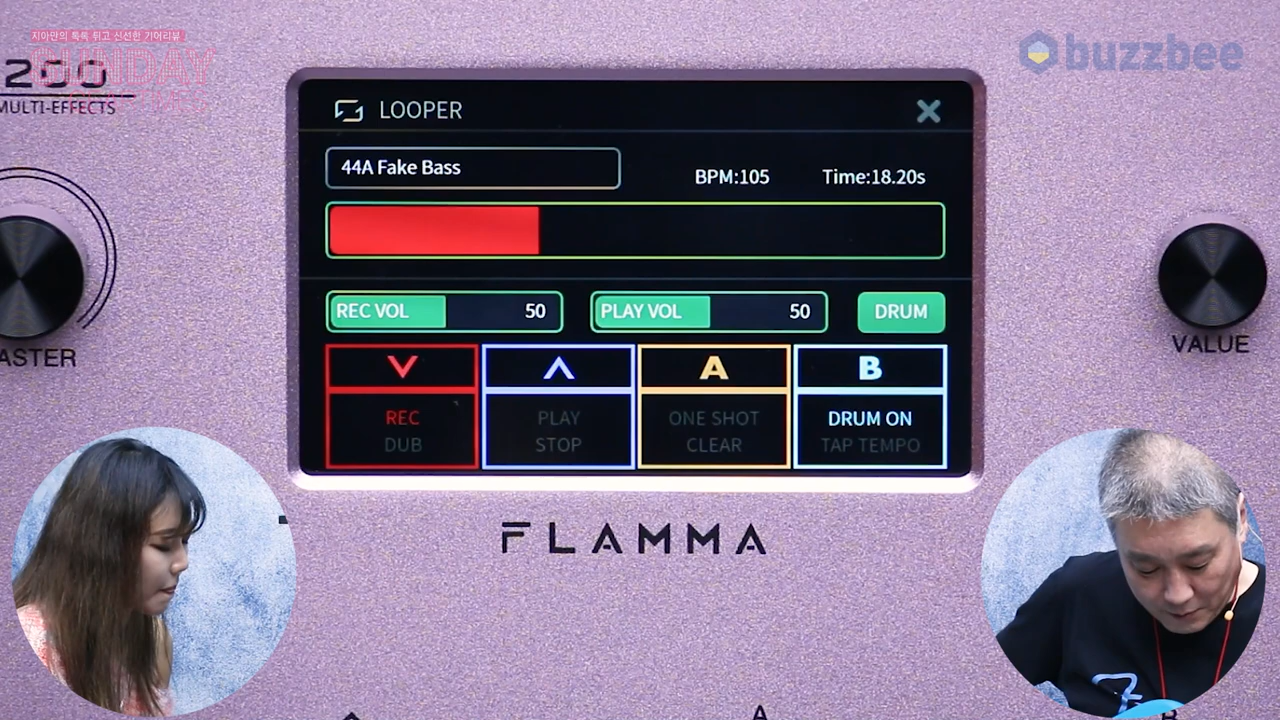 지아만의 톡톡 튀고 신선한 기어리뷰
SUNDAY
buzzbee
200
MULTI-EFFECTS
LOOPER
44A Fake Bass
BPM:105
Time:18.20s
REC VOL 50
PLAY VOL 50
DRUM
A
B
REC
DUB
PLAY
STOP
ONE SHOT
CLEAR
DRUM ON
TAP TEMPO
ASTER
VALUE
FLAMMA
A
B